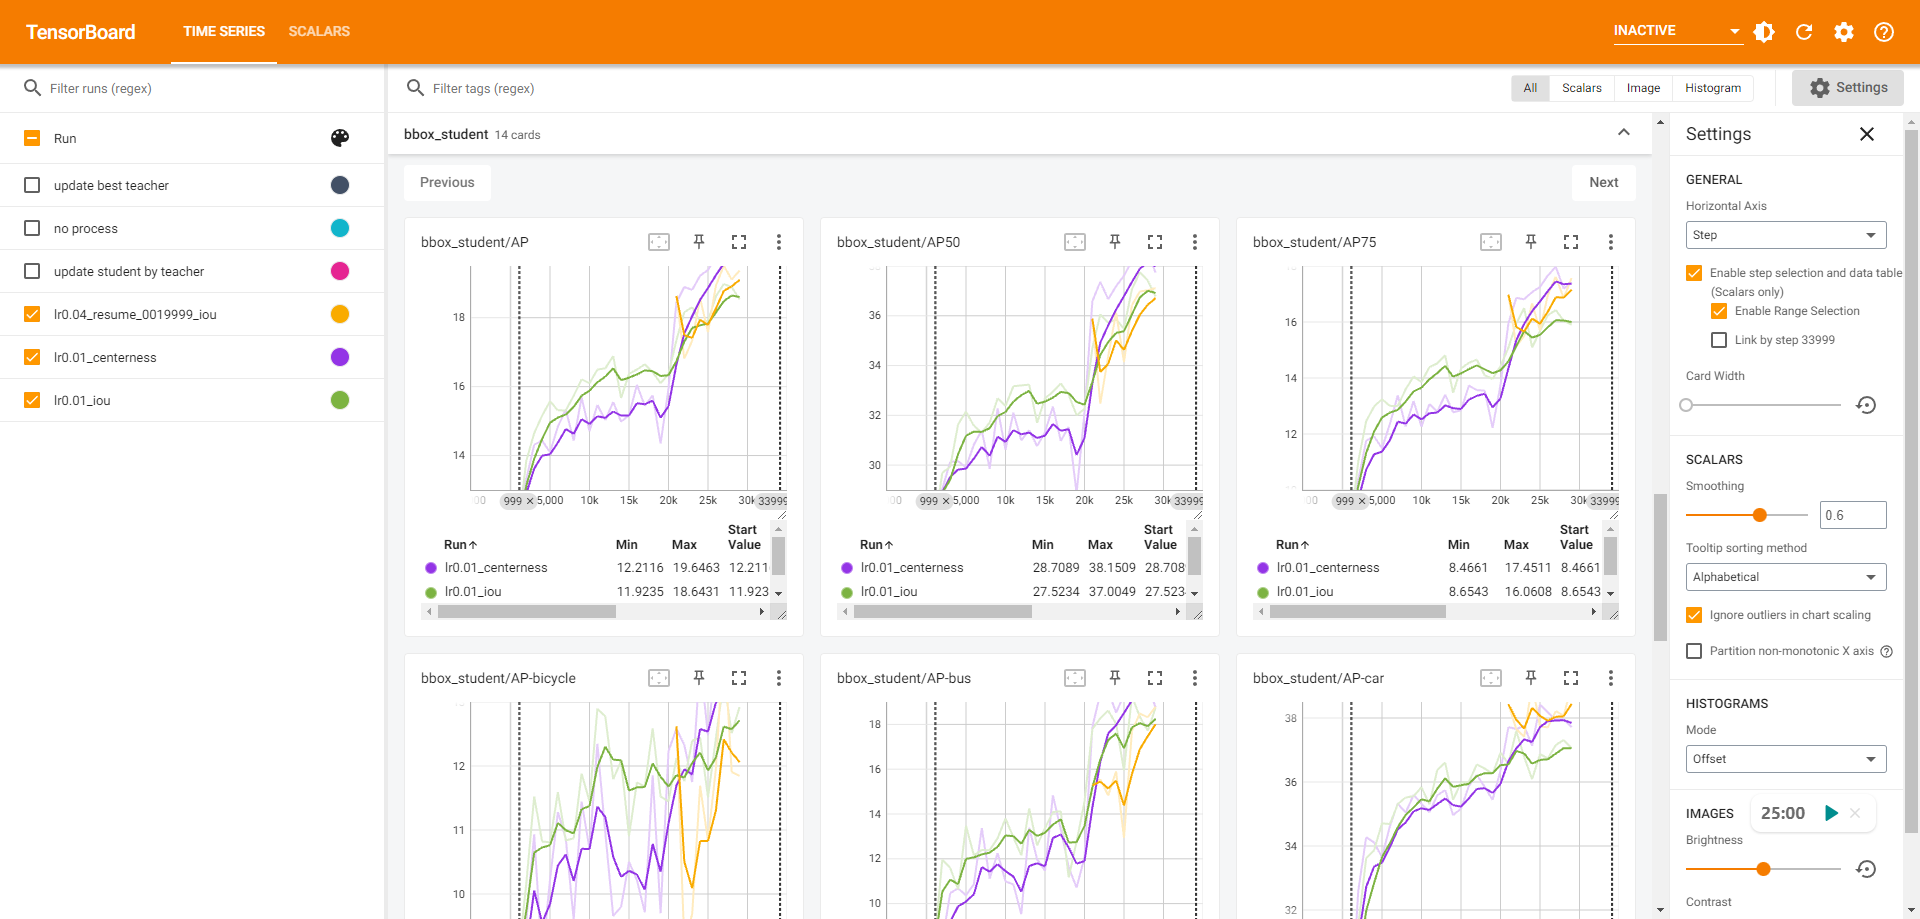 TensorBoard
TIME SERIES
SCALARS
INACTIVE
Filter runs (regex)
Filter tags (regex)
All
Scalars
Image
Histogram
Settings
Run
update best teacher
no process
update student by teacher
lr0.04_resume_0019999_iou
lr0.01_centerness
lr0.01_iou
bbox_student 14 cards
Previous
Next
bbox_student/AP
18
16
14
999 × 5,000 10k 15k 20k 25k 30k 33999
Run↑ Min Max Start Value
lr0.01_centerness 12.2116 19.6463 12.211
lr0.01_iou 11.9235 18.6431 11.923
bbox_student/AP50
36
34
32
30
999 × 5,000 10k 15k 20k 25k 30k 33999
Run↑ Min Max Start Value
lr0.01_centerness 28.7089 38.1509 28.708
lr0.01_iou 27.5234 37.0049 27.523
bbox_student/AP75
16
14
12
999 × 5,000 10k 15k 20k 25k 30k 33999
Run↑ Min Max Start Value
lr0.01_centerness 8.4661 17.4511 8.4661
lr0.01_iou 8.6543 16.0608 8.6543
bbox_student/AP-bicycle
12
11
10
bbox_student/AP-bus
18
16
14
12
10
bbox_student/AP-car
38
36
34
32
Settings
GENERAL
Horizontal Axis
Step
Enable step selection and data table
(Scalars only)
Enable Range Selection
Link by step 33999
Card Width
SCALARS
Smoothing
0.6
Tooltip sorting method
Alphabetical
Ignore outliers in chart scaling
Partition non-monotonic X axis
HISTOGRAMS
Mode
Offset
IMAGES
25:00
Brightness
Contrast